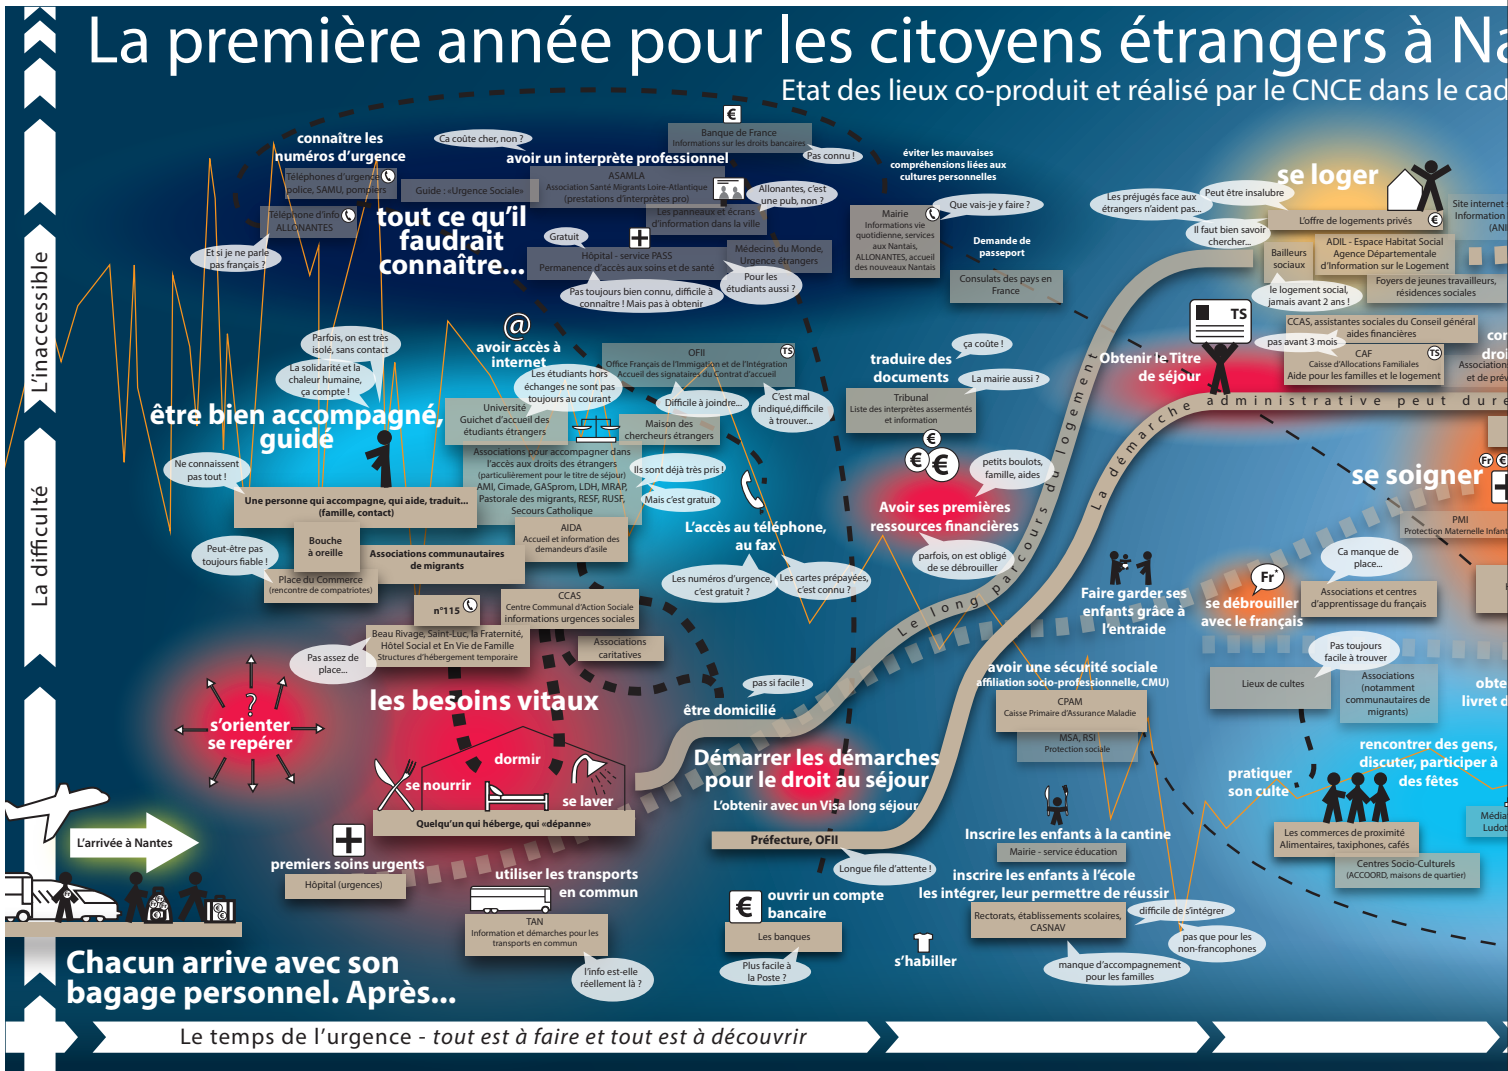 La première année pour les citoyens étrangers à Na
Etat des lieux co-produit et réalisé par le CNCE dans le cad
L'inaccessible
La difficulté
connaître les
numéros d'urgence
Téléphones d'urgence
police, SAMU, pompiers
Téléphone d'info
ALLONANTES
Et si je ne parle
pas français ?
Guide : «Urgence Sociale»
tout ce qu'il
faudrait
connaître...
Ca coûte cher, non ?
avoir un interprète professionnel
ASAMLA
Association Santé Migrants Loire-Atlantique
(prestations d'interprètes pro)
€
Banque de France
Informations sur les droits bancaires
Pas connu !
Les panneaux et écrans
d'information dans la ville
Allonantes, c'est
une pub, non ?
Gratuit
Hôpital - service PASS
Permanence d'accès aux soins et de santé
Pas toujours bien connu, difficile à
connaître ! Mais pas à obtenir
Médecins du Monde,
Urgence étrangers
Pour les
étudiants aussi ?
éviter les mauvaises
compréhensions liées aux
cultures personnelles
Mairie
Informations vie
quotidienne, services
aux Nantais,
ALLONANTES, accueil
des nouveaux Nantais
Que vais-je y faire ?
Demande de
passeport
Consulats des pays en
France
se loger
Les préjugés face aux
étrangers n'aident pas...
Peut être insalubre
L'offre de logements privés
€
Il faut bien savoir
chercher...
Bailleurs
sociaux
ADIL - Espace Habitat Social
Agence Départementale
d'Information sur le Logement
Site internet
Information
(ANI
le logement social,
jamais avant 2 ans !
Foyers de jeunes travailleurs,
résidences sociales
CCAS, assistantes sociales du Conseil général
aides financières
pas avant 3 mois
CAF
Caisse d'Allocations Familiales
Aide pour les familles et le logement
TS
TS
Obtenir le Titre
de séjour
con
droi
Association
et de prév
Parfois, on est très
isolé, sans contact
La solidarité et la
chaleur humaine,
ça compte !
être bien accompagné,
guidé
Ne connaissent
pas tout !
Une personne qui accompagne, qui aide, traduit...
(famille, contact)
Bouche
à oreille
Associations communautaires
de migrants
Peut-être pas
toujours fiable !
Place du Commerce
(rencontre de compatriotes)
@
avoir accès à
internet
Les étudiants hors
échanges ne sont pas
toujours au courant
OFII
Office Français de l'Immigration et de l'Intégration
Accueil des signataires du Contrat d'accueil
TS
Difficile à joindre...
C'est mal
indiqué,difficile
à trouver...
Université
Guichet d'accueil des
étudiants étrangers
Maison des
chercheurs étrangers
Associations pour accompagner dans
l'accès aux droits des étrangers
(particulièrement pour le titre de séjour)
AMI, Cimade, GASprom, LDH, MRAP,
Pastorale des migrants, RESF, RUSF,
Secours Catholique
Ils sont déjà très pris !
Mais c'est gratuit
AIDA
Accueil et information des
demandeurs d'asile
L'accès au téléphone,
au fax
Les numéros d'urgence,
c'est gratuit ?
Les cartes prépayées,
c'est connu ?
traduire des
documents
ça coûte !
La mairie aussi ?
Tribunal
Liste des interprètes assermentés
et information
€
€ €
petits boulots,
famille, aides
Avoir ses premières
ressources financières
parfois, on est obligé
de se débrouiller
Le long parcours du logement
La démarche administrative peut dure
se soigner
Fr €
PMI
Protection Maternelle Infant
Ca manque de
place...
Fr*
se débrouiller
avec le français
Associations et centres
d'apprentissage du français
Faire garder ses
enfants grâce à
l'entraide
Pas toujours
facile à trouver
Lieux de cultes
Associations
(notamment
communautaires de
migrants)
obte
livret d
pratiquer
son culte
rencontrer des gens,
discuter, participer à
des fêtes
Les commerces de proximité
Alimentaires, taxiphones, cafés
Centres Socio-Culturels
(ACCOORD, maisons de quartier)
Média
Ludot
n°115
CCAS
Centre Communal d'Action Sociale
informations urgences sociales
Beau Rivage, Saint-Luc, la Fraternité,
Hôtel Social et En Vie de Famille
Structures d'hébergement temporaire
Pas assez de
place...
Associations
caritatives
les besoins vitaux
?
s'orienter
se repérer
dormir
se nourrir
se laver
Quelqu'un qui héberge, qui «dépanne»
premiers soins urgents
Hôpital (urgences)
utiliser les transports
en commun
TAN
Information et démarches pour les
transports en commun
l'info est-elle
réellement là ?
pas si facile !
être domicilié
Démarrer les démarches
pour le droit au séjour
L'obtenir avec un Visa long séjour
Préfecture, OFII
Longue file d'attente !
€
ouvrir un compte
bancaire
Les banques
Plus facile à
la Poste ?
s'habiller
avoir une sécurité sociale
(affiliation socio-professionnelle, CMU)
CPAM
Caisse Primaire d'Assurance Maladie
MSA, RSI
Protection sociale
Inscrire les enfants à la cantine
Mairie - service éducation
inscrire les enfants à l'école
les intégrer, leur permettre de réussir
Rectorats, établissements scolaires,
CASNAV
difficile de s'intégrer
pas que pour les
non-francophones
manque d'accompagnement
pour les familles
L'arrivée à Nantes
Chacun arrive avec son
bagage personnel. Après...
Le temps de l'urgence - tout est à faire et tout est à découvrir